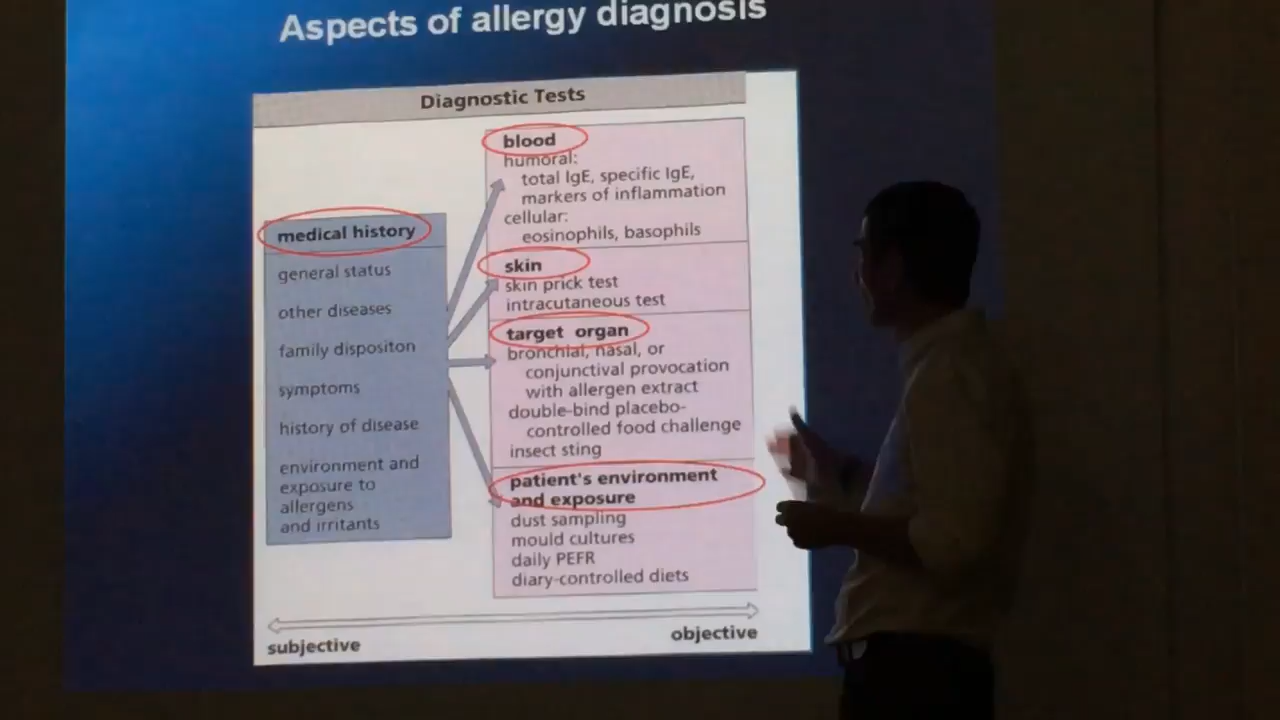 Aspects of allergy diagnosis
Diagnostic Tests
medical history
general status
other diseases
family dispositon
symptoms
history of disease
environment and
exposure to
allergens
and irritants
blood
humoral:
total IgE, specific IgE,
markers of inflammation
cellular:
eosinophils, basophils
skin
skin prick test
intracutaneous test
target organ
bronchial, nasal, or
conjunctival provocation
with allergen extract
double-bind placebo-
controlled food challenge
insect sting
patient's environment
and exposure
dust sampling
mould cultures
daily PEFR
diary-controlled diets
subjective
objective